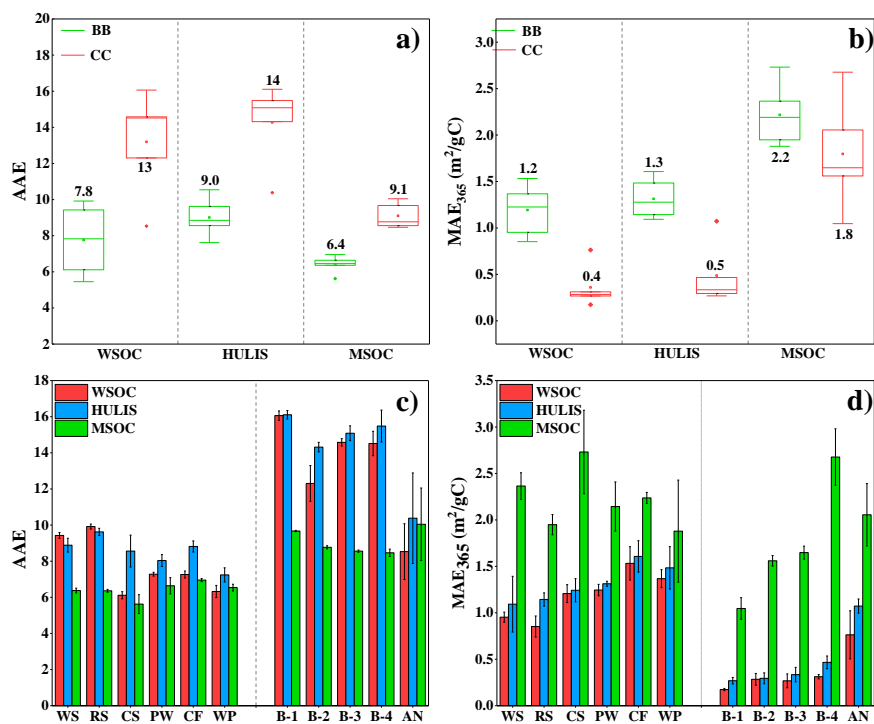 a)
BB
CC
AAE
20
18
16
14
12
10
8
6
4
2
7.8
13
9.0
14
6.4
9.1
WSOC HULIS MSOC
b)
BB
CC
MAE365 (m²/gC)
3.0
2.5
2.0
1.5
1.0
0.5
0.0
1.2
0.4
1.3
0.5
2.2
1.8
WSOC HULIS MSOC
c)
WSOC
HULIS
MSOC
AAE
18
16
14
12
10
8
6
4
2
0
WS RS CS PW CF WP B-1 B-2 B-3 B-4 AN
d)
WSOC
HULIS
MSOC
MAE365 (m²/gC)
3.5
3.0
2.5
2.0
1.5
1.0
0.5
0.0
WS RS CS PW CF WP B-1 B-2 B-3 B-4 AN